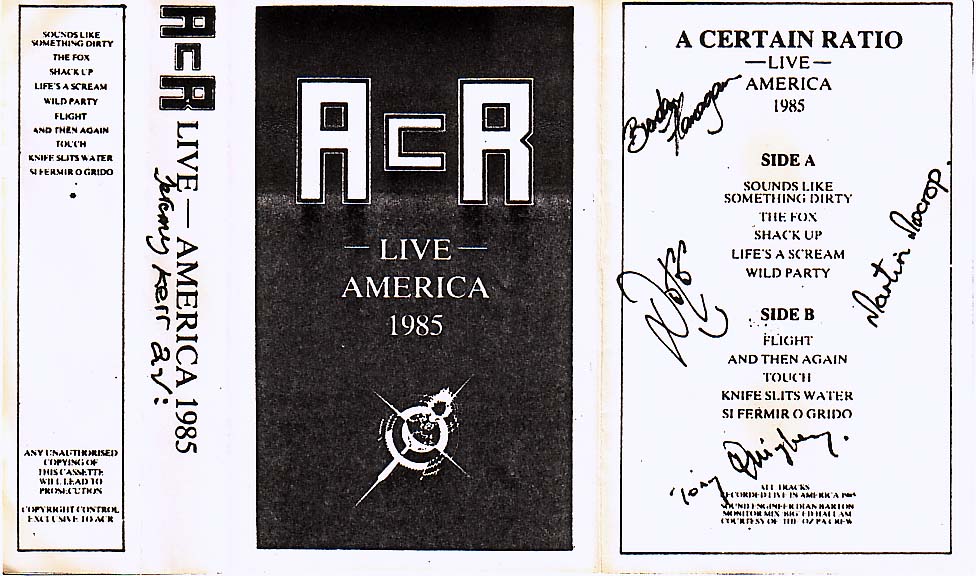 SOUNDS LIKE
SOMETHING DIRTY
THE FOX
SHACK UP
LIFE'S A SCREAM
WILD PARTY
FLIGHT
AND THEN AGAIN
TOUCH
KNIFE SLITS WATER
SI FERMIR O GRIDO
ANY UNAUTHORISED
COPYING OF
THIS CASSETTE
WILL LEAD TO
PROSECUTION
COPYRIGHT CONTROL
EXCLUSIVE TO ACR
ACR LIVE — AMERICA 1985
Jeremy Kerr
ACR
— LIVE —
AMERICA
1985
A CERTAIN RATIO
— LIVE —
AMERICA
1985
SIDE A
SOUNDS LIKE
SOMETHING DIRTY
THE FOX
SHACK UP
LIFE'S A SCREAM
WILD PARTY
Martin Moscrop.
SIDE B
FLIGHT
AND THEN AGAIN
TOUCH
KNIFE SLITS WATER
SI FERMIR O GRIDO
Tony Quigley.
ALL TRACKS
RECORDED LIVE IN AMERICA 1985
SOUND ENGINEER DIAN BARTON
MONITOR MIX 'BIG' ED HALLAM
COURTESY OF THE OZ PA CREW